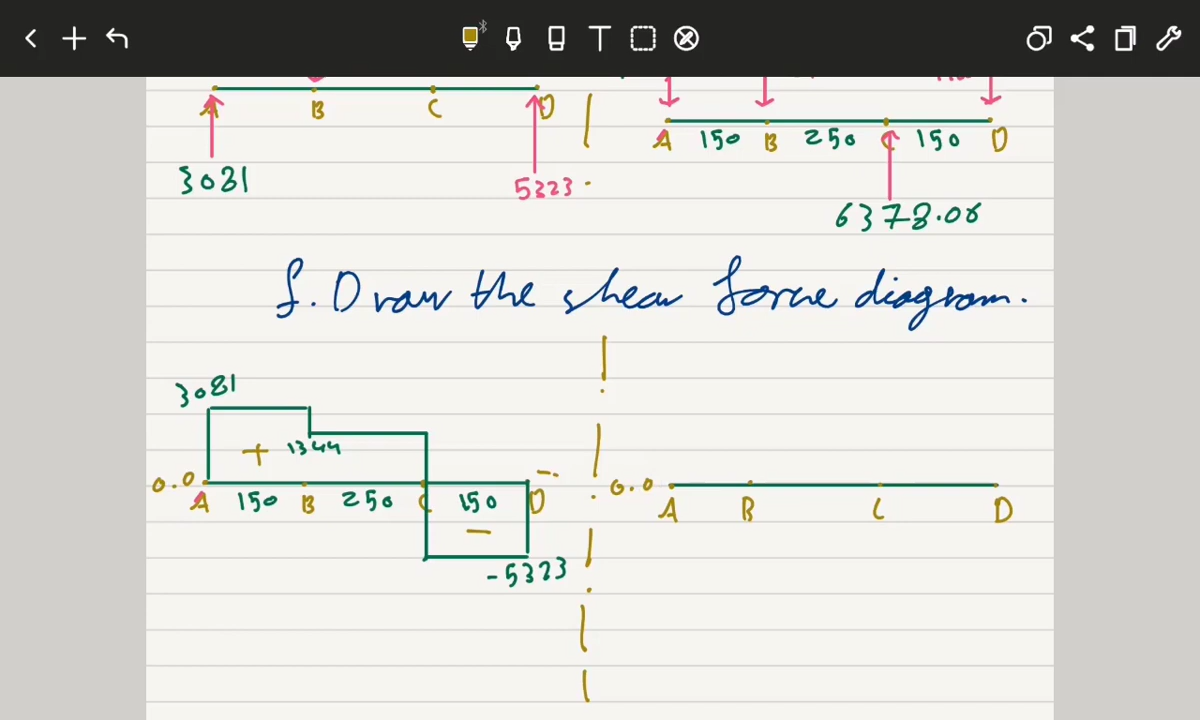 A B C D
3081
5323
A 150 B 250 C 150 D
6378.06
f. Draw the shear force diagram.
3081
+ 1344
0.0
A 150 B 250 C 150 D
-
-5323
0.0
A B C D